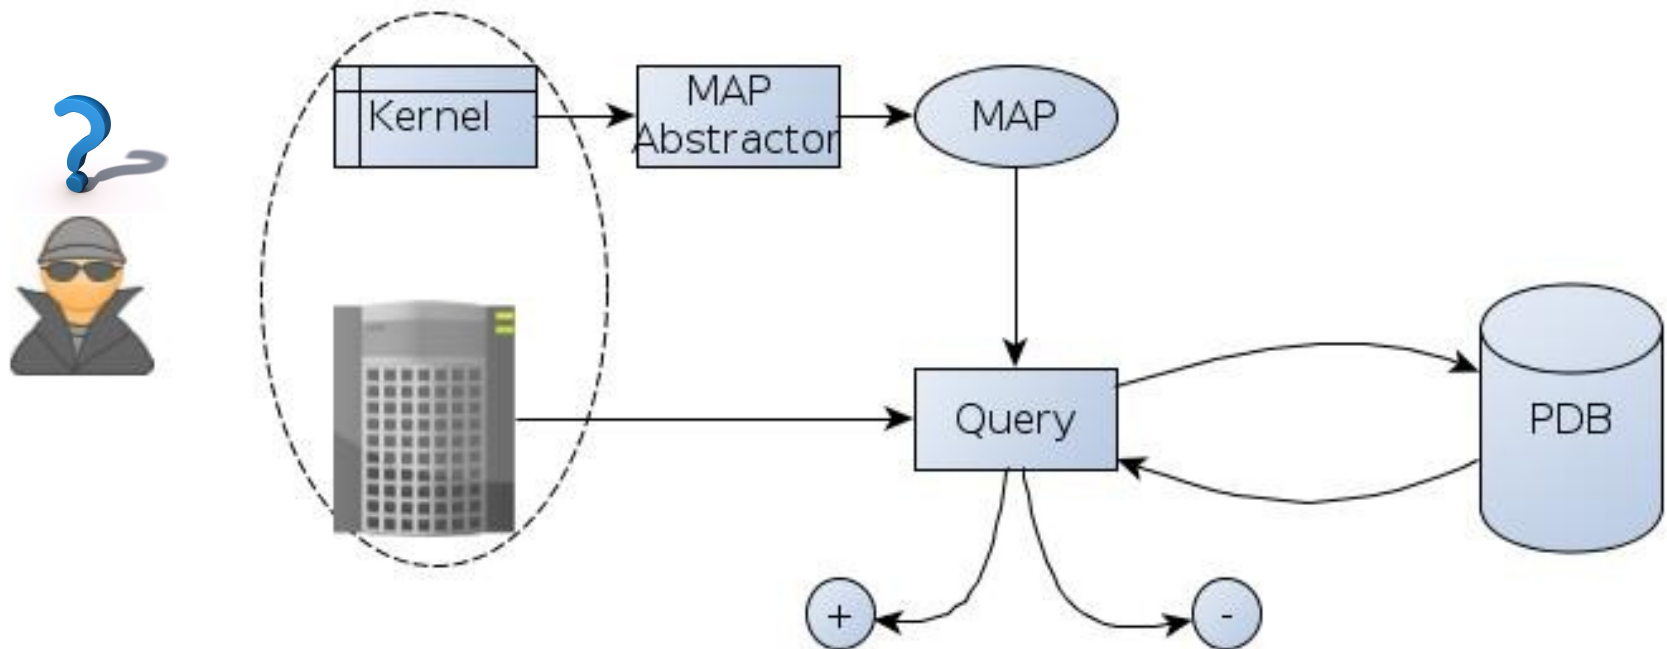 Kernel
MAP
Abstractor
MAP
Query
PDB
+
-